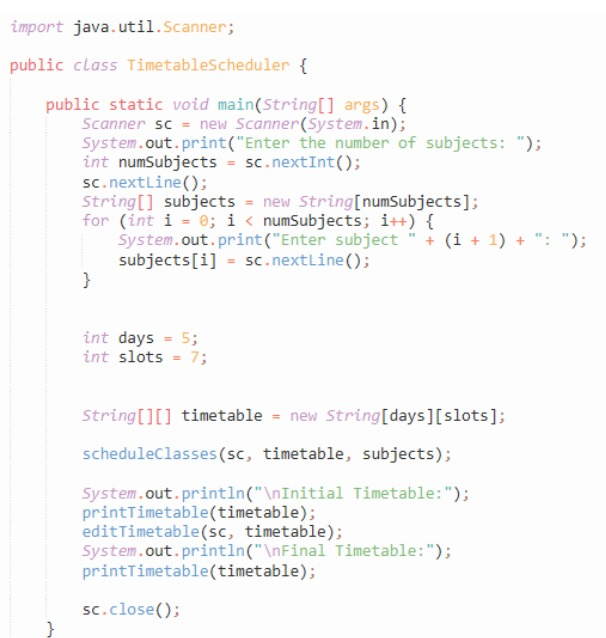 import java.util.Scanner;
public class TimetableScheduler {
public static void main(String[] args) {
Scanner sc = new Scanner(System.in);
System.out.print("Enter the number of subjects: ");
int numSubjects = sc.nextInt();
sc.nextLine();
String[] subjects = new String[numSubjects];
for (int i = 0; i < numSubjects; i++) {
System.out.print("Enter subject " + (i + 1) + ": ");
subjects[i] = sc.nextLine();
}
int days = 5;
int slots = 7;
String[][] timetable = new String[days][slots];
scheduleClasses(sc, timetable, subjects);
System.out.println("\nInitial Timetable:");
printTimetable(timetable);
editTimetable(sc, timetable);
System.out.println("\nFinal Timetable:");
printTimetable(timetable);
sc.close();
}